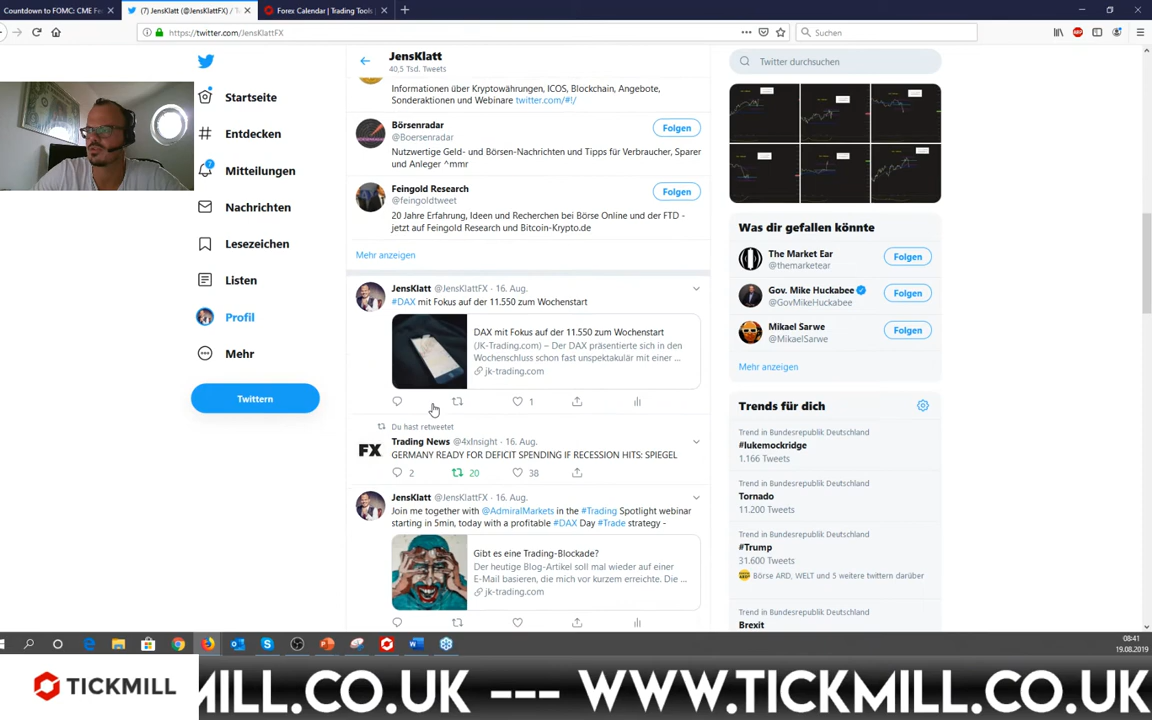 Countdown to FOMC: CME Fe
(7) JensKlatt (@JensKlattFX) / T
Forex Calendar | Trading Tools |
https://twitter.com/JensKlattFX
Suchen
Startseite
Entdecken
7
Mitteilungen
Nachrichten
Lesezeichen
Listen
Profil
Mehr
Twittern
JensKlatt
40,5 Tsd. Tweets
Informationen über Kryptowährungen, ICOS, Blockchain, Angebote,
Sonderaktionen und Webinare twitter.com/#!/
Börsenradar
@Boersenradar
Folgen
Nutzwertige Geld- und Börsen-Nachrichten und Tipps für Verbraucher, Sparer
und Anleger ^mmr
Feingold Research
@feingoldtweet
Folgen
20 Jahre Erfahrung, Ideen und Recherchen bei Börse Online und der FTD -
jetzt auf Feingold Research und Bitcoin-Krypto.de
Mehr anzeigen
JensKlatt @JensKlattFX · 16. Aug.
#DAX mit Fokus auf der 11.550 zum Wochenstart
DAX mit Fokus auf der 11.550 zum Wochenstart
(JK-Trading.com) – Der DAX präsentierte sich in den
Wochenschluss schon fast unspektakulär mit einer ...
jk-trading.com
1
Du hast retweetet
FX
Trading News @4xInsight · 16. Aug.
GERMANY READY FOR DEFICIT SPENDING IF RECESSION HITS: SPIEGEL
2 20 38
JensKlatt @JensKlattFX · 16. Aug.
Join me together with @AdmiralMarkets in the #Trading Spotlight webinar
starting in 5min, today with a profitable #DAX Day #Trade strategy -
Gibt es eine Trading-Blockade?
Der heutige Blog-Artikel soll mal wieder auf einer
E-Mail basieren, die mich vor kurzem erreichte. Die ...
jk-trading.com
Twitter durchsuchen
Was dir gefallen könnte
The Market Ear
@themarketear
Folgen
Gov. Mike Huckabee
@GovMikeHuckabee
Folgen
Mikael Sarwe
@MikaelSarwe
Folgen
Mehr anzeigen
Trends für dich
Trend in Bundesrepublik Deutschland
#lukemockridge
1.166 Tweets
Trend in Bundesrepublik Deutschland
Tornado
11.200 Tweets
Trend in Bundesrepublik Deutschland
#Trump
31.600 Tweets
Börse ARD, WELT und 5 weitere twittern darüber
Trend in Bundesrepublik Deutschland
Brexit
08:41
19.08.2019
TICKMILL
MILL.CO.UK --- WWW.TICKMILL.CO.UK